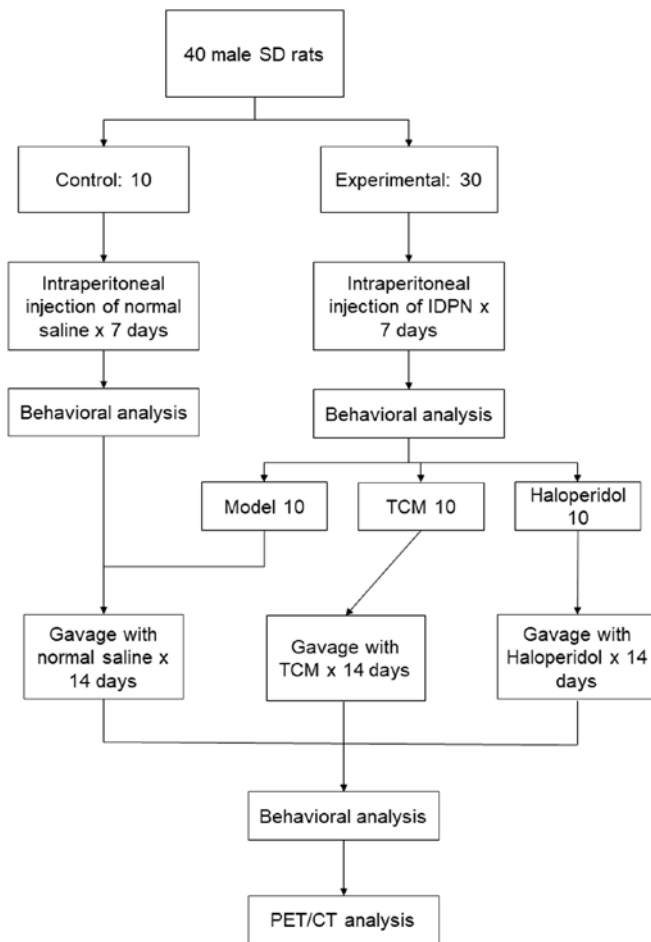 40 male SD rats
Control: 10
Experimental: 30
Intraperitoneal
injection of normal
saline x 7 days
Intraperitoneal
injection of IDPN x
7 days
Behavioral analysis
Behavioral analysis
Model 10
TCM 10
Haloperidol
10
Gavage with
normal saline x
14 days
Gavage with
TCM x 14 days
Gavage with
Haloperidol x 14
days
Behavioral analysis
PET/CT analysis